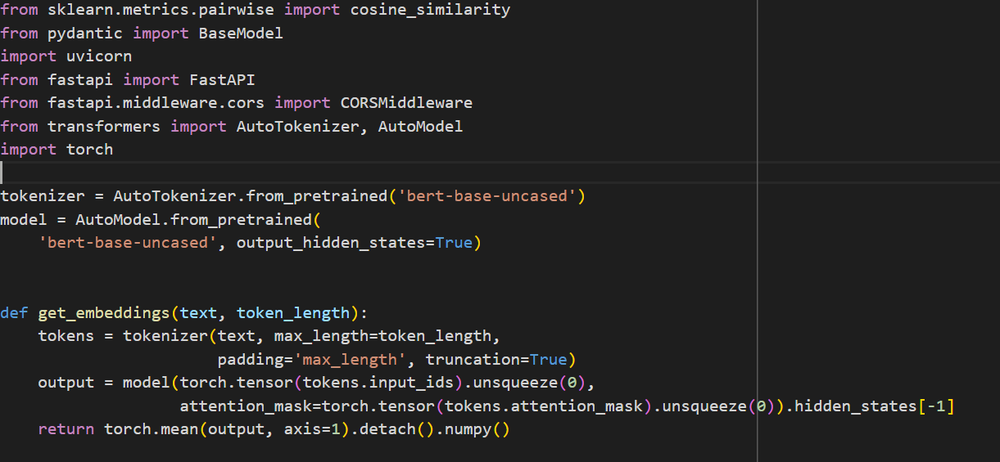 from sklearn.metrics.pairwise import cosine_similarity
from pydantic import BaseModel
import uvicorn
from fastapi import FastAPI
from fastapi.middleware.cors import CORSMiddleware
from transformers import AutoTokenizer, AutoModel
import torch

tokenizer = AutoTokenizer.from_pretrained('bert-base-uncased')
model = AutoModel.from_pretrained(
    'bert-base-uncased', output_hidden_states=True)


def get_embeddings(text, token_length):
    tokens = tokenizer(text, max_length=token_length,
                       padding='max_length', truncation=True)
    output = model(torch.tensor(tokens.input_ids).unsqueeze(0),
                   attention_mask=torch.tensor(tokens.attention_mask).unsqueeze(0)).hidden_states[-1]
    return torch.mean(output, axis=1).detach().numpy()